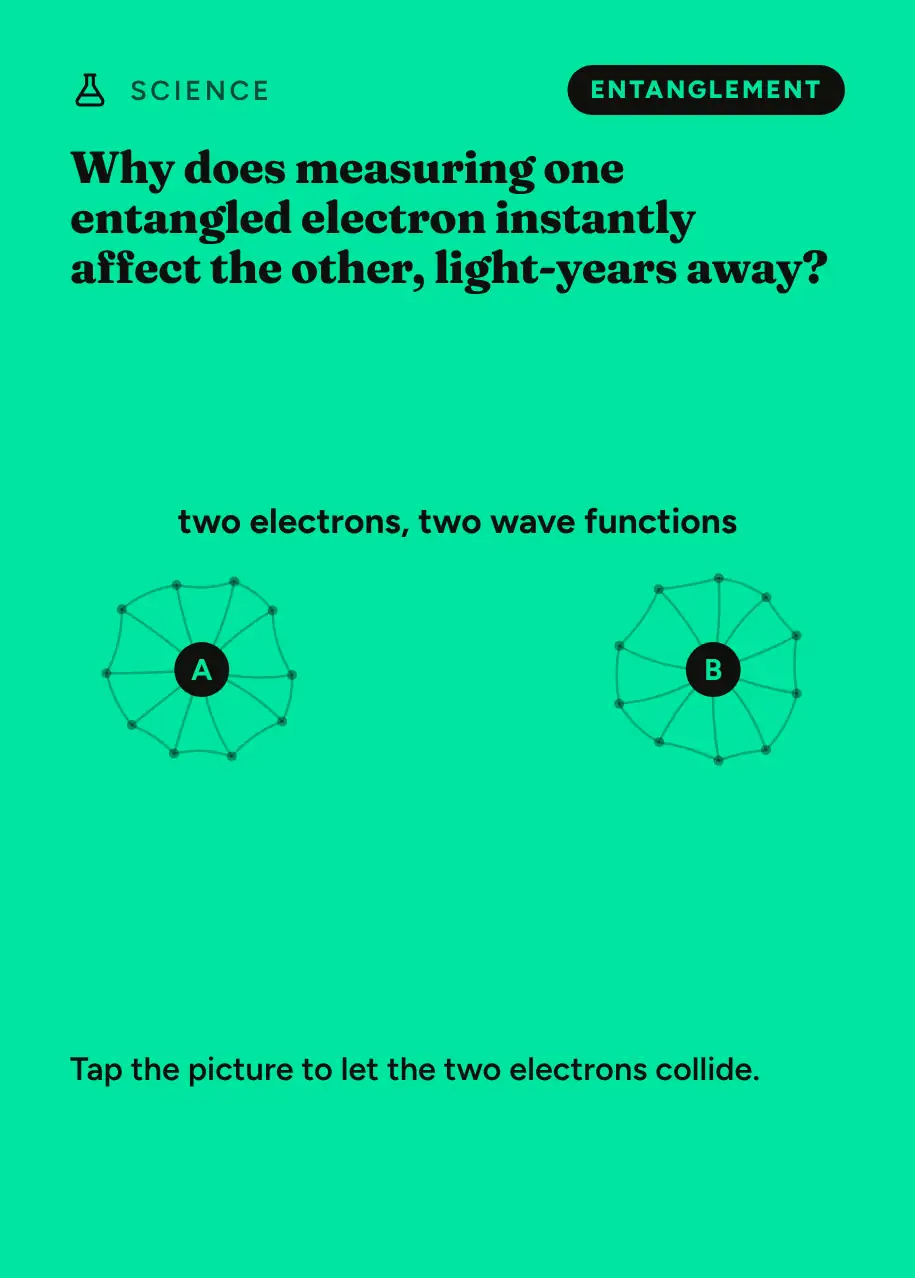 SCIENCE
ENTANGLEMENT
Why does measuring one
entangled electron instantly
affect the other, light-years away?
two electrons, two wave functions
A
B
Tap the picture to let the two electrons collide.